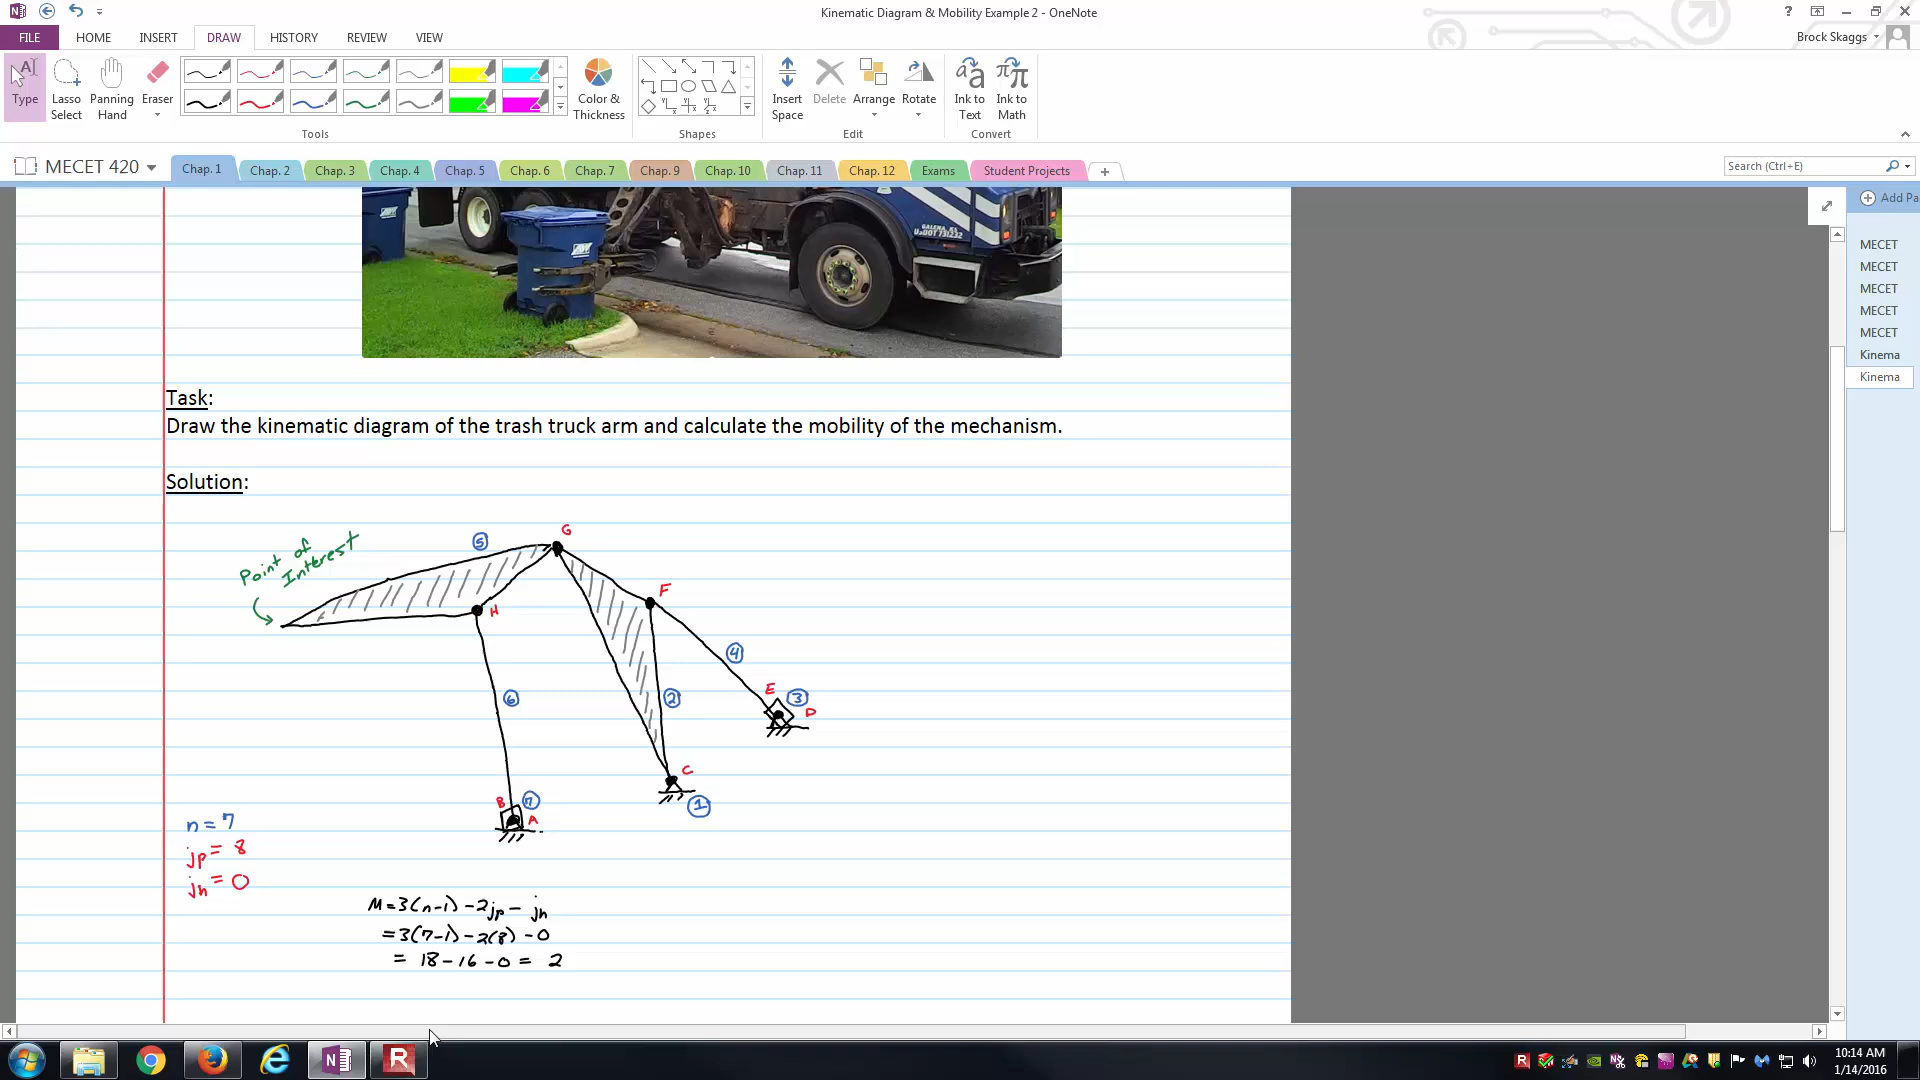 Kinematic Diagram & Mobility Example 2 - OneNote
FILE HOME INSERT DRAW HISTORY REVIEW VIEW
Brock Skaggs
Type
Lasso Select
Panning Hand
Eraser
Color & Thickness
Insert Space
Delete
Arrange
Rotate
Ink to Text
Ink to Math
Tools
Shapes
Edit
Convert
MECET 420
Chap. 1 Chap. 2 Chap. 3 Chap. 4 Chap. 5 Chap. 6 Chap. 7 Chap. 9 Chap. 10 Chap. 11 Chap. 12 Exams Student Projects
Search (Ctrl+E)
Add Pa
MECET
MECET
MECET
MECET
MECET
Kinema
Kinema
GALENA, KS
USDOT 731232
Task:
Draw the kinematic diagram of the trash truck arm and calculate the mobility of the mechanism.
Solution:
Point of
Interest
5
G
H
F
4
6
2
E
3
D
C
1
B
7
A
n = 7
jp = 8
jh = 0
M = 3(n-1) - 2jp - jh
= 3(7-1) - 2(8) - 0
= 18 - 16 - 0 = 2
10:14 AM
1/14/2016